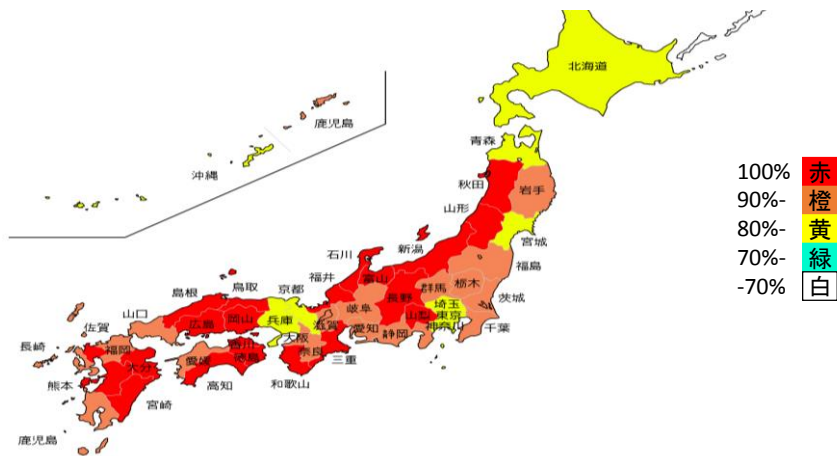 北海道
鹿児島
青森
沖縄
秋田
岩手
山形
宮城
石川
新潟
福島
福井
富山
群馬
栃木
島根
鳥取
京都
長野
茨城
山口
広島
岡山
兵庫
岐阜
埼玉
山梨
東京
佐賀
滋賀
愛知
静岡
神奈川
千葉
長崎
福岡
香川
大阪
奈良
三重
大分
愛媛
徳島
熊本
高知
和歌山
宮崎
鹿児島
100% 赤
90%- 橙
80%- 黄
70%- 緑
-70% 白